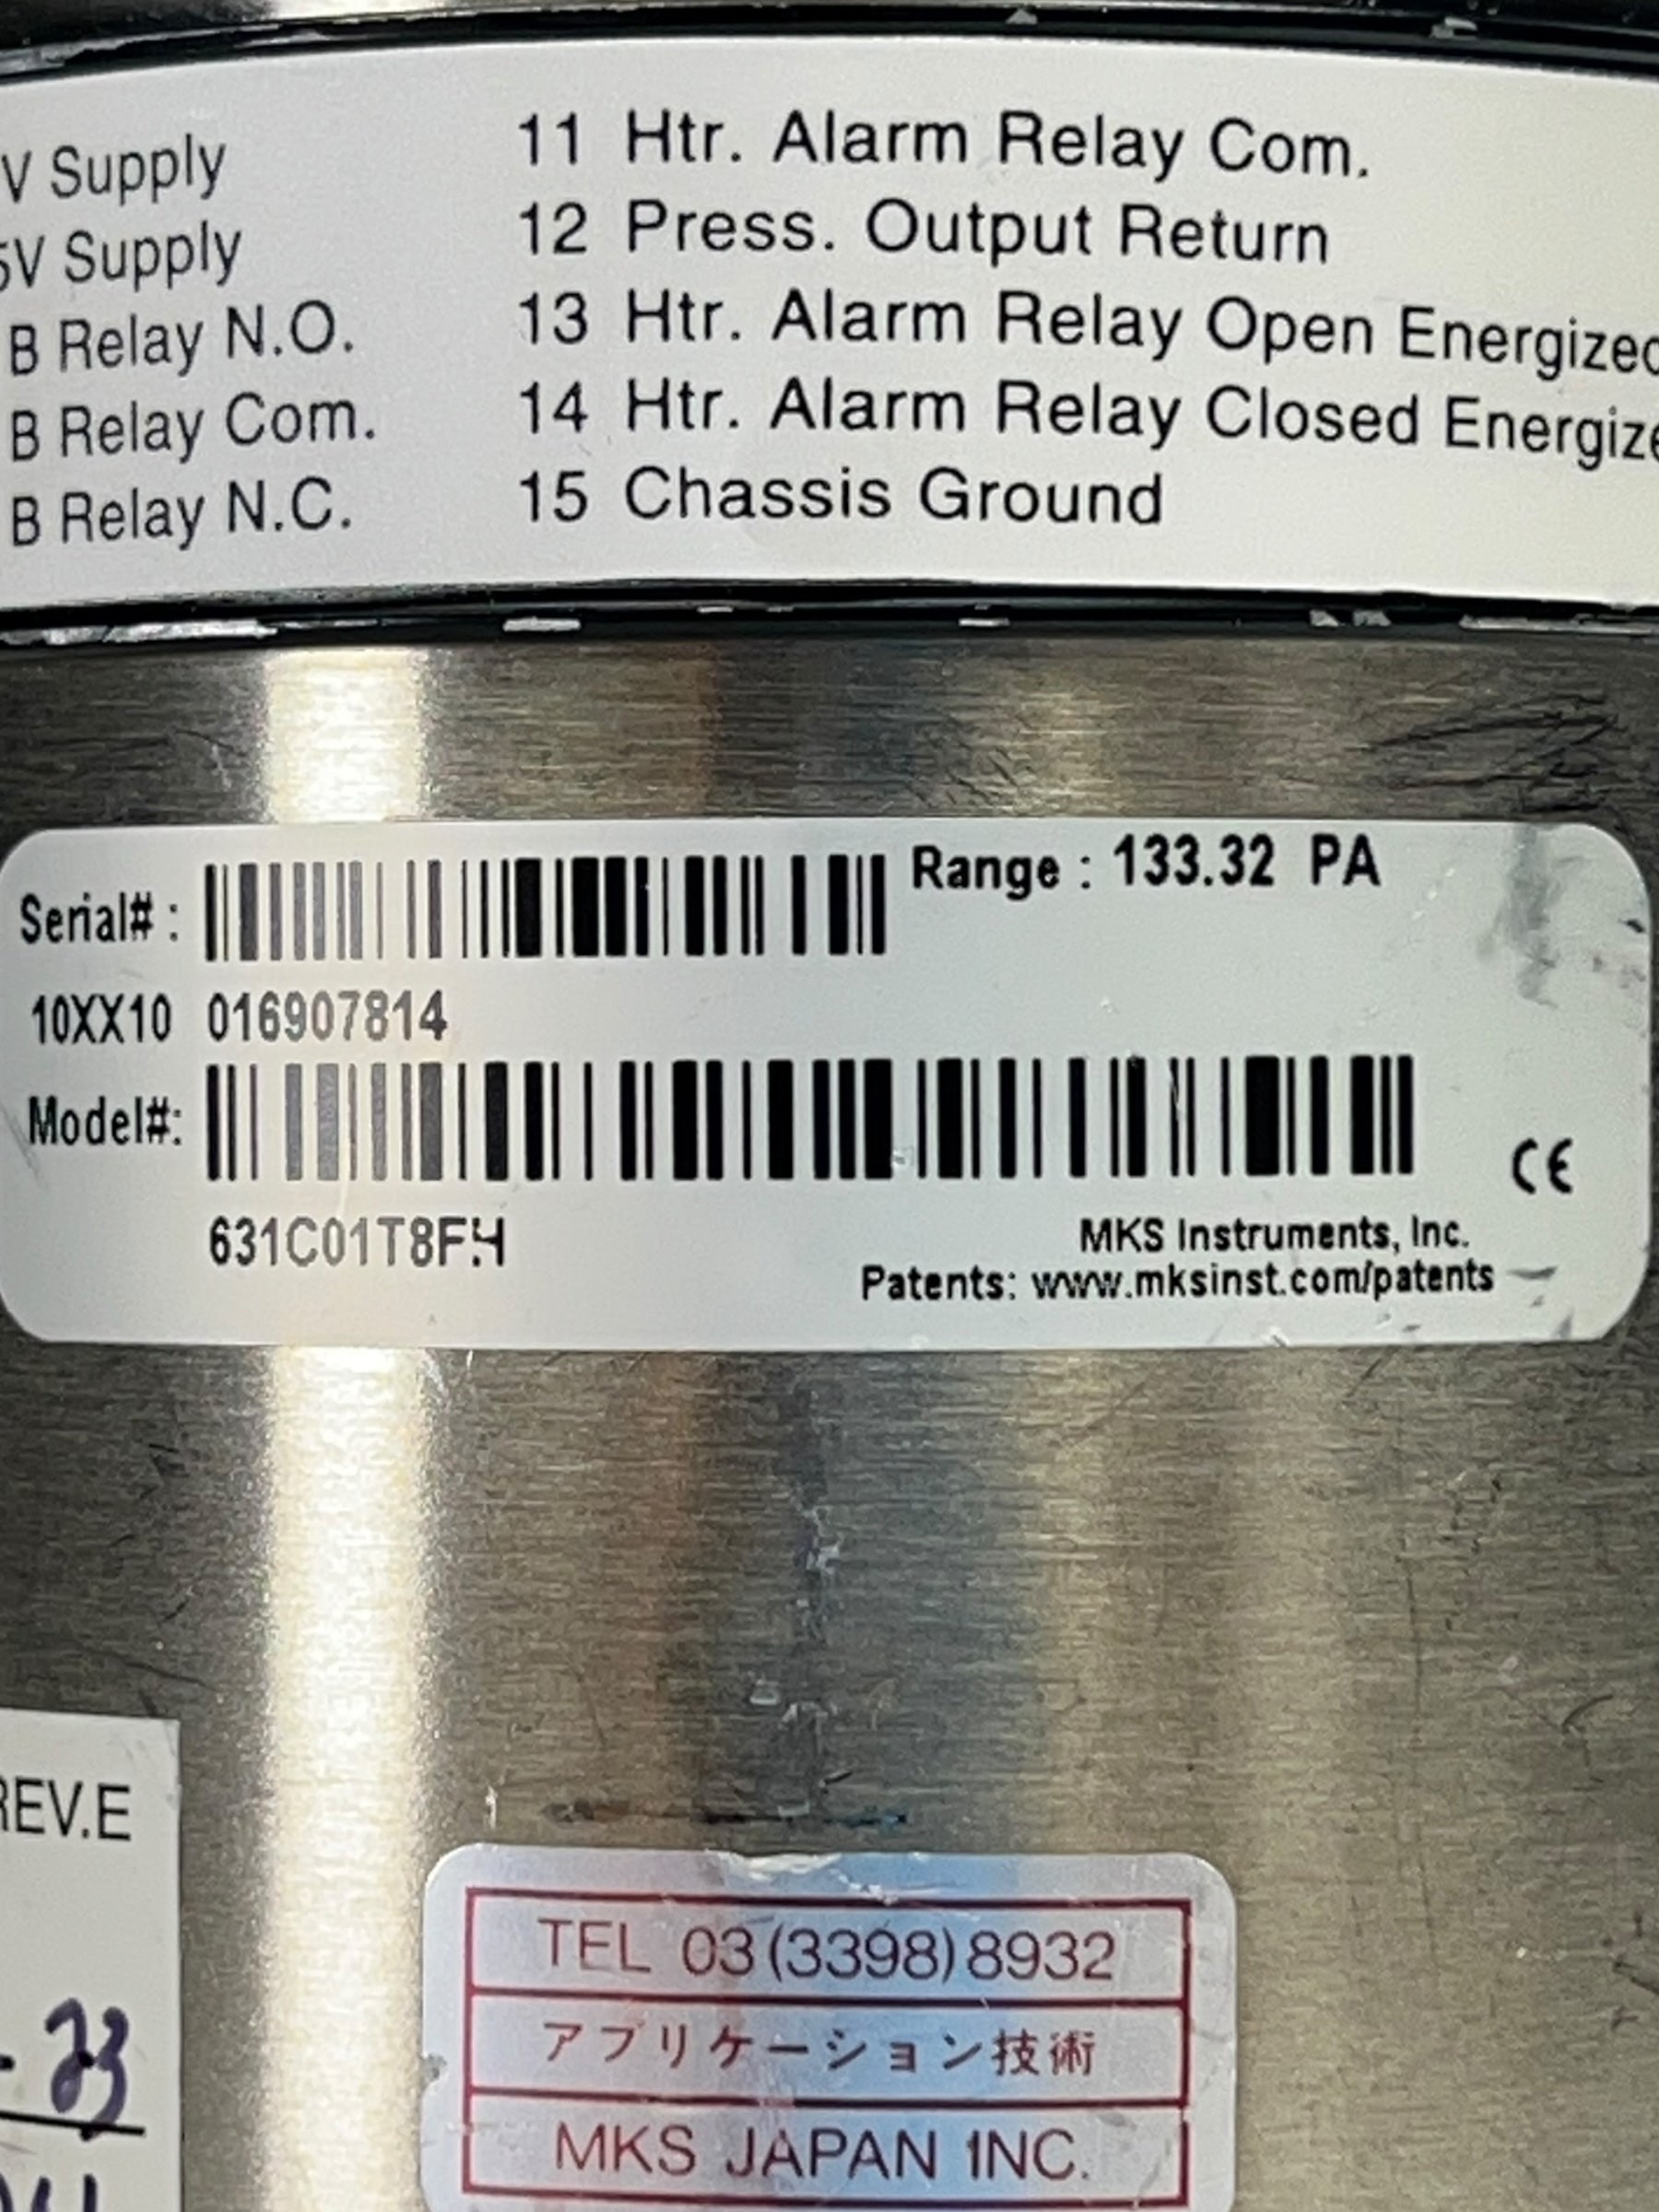 V Supply
5V Supply
B Relay N.O.
B Relay Com.
B Relay N.C.
11 Htr. Alarm Relay Com.
12 Press. Output Return
13 Htr. Alarm Relay Open Energized
14 Htr. Alarm Relay Closed Energize
15 Chassis Ground
Serial# :
Range : 133.32 PA
10XX10 016907814
Model#:
CE
631C01T8FH
MKS Instruments, Inc.
Patents: www.mksinst.com/patents
REV.E
- 23
TEL 03(3398)8932
アプリケーション技術
MKS JAPAN INC.